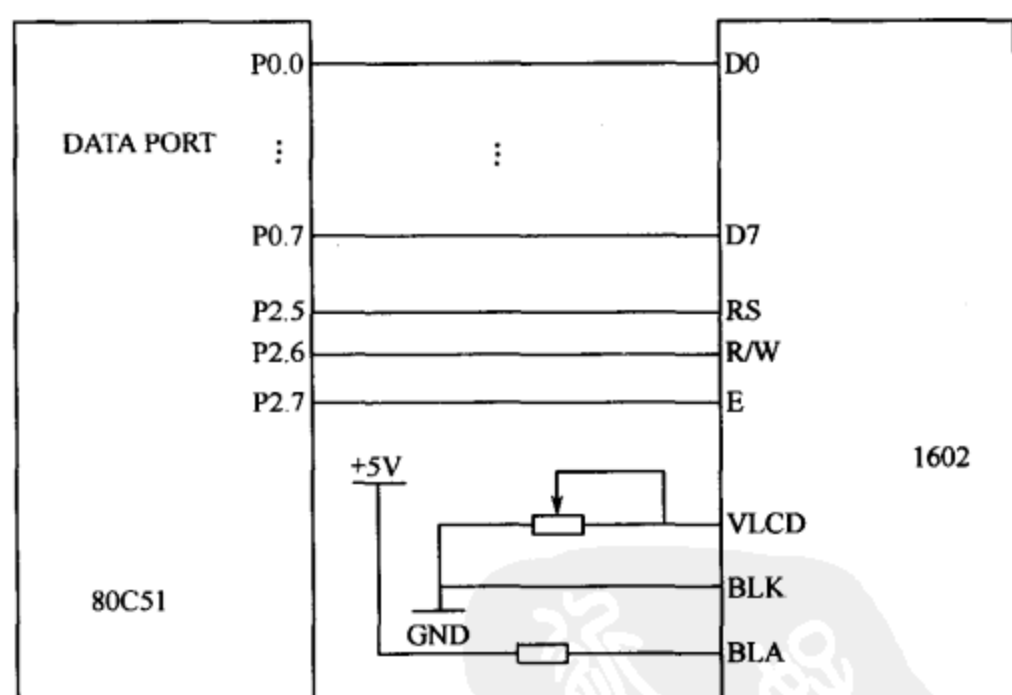 P0.0
D0
DATA PORT
⋮
⋮
P0.7
D7
P2.5
RS
P2.6
R/W
P2.7
E
+5V
1602
VLCD
80C51
BLK
GND
BLA